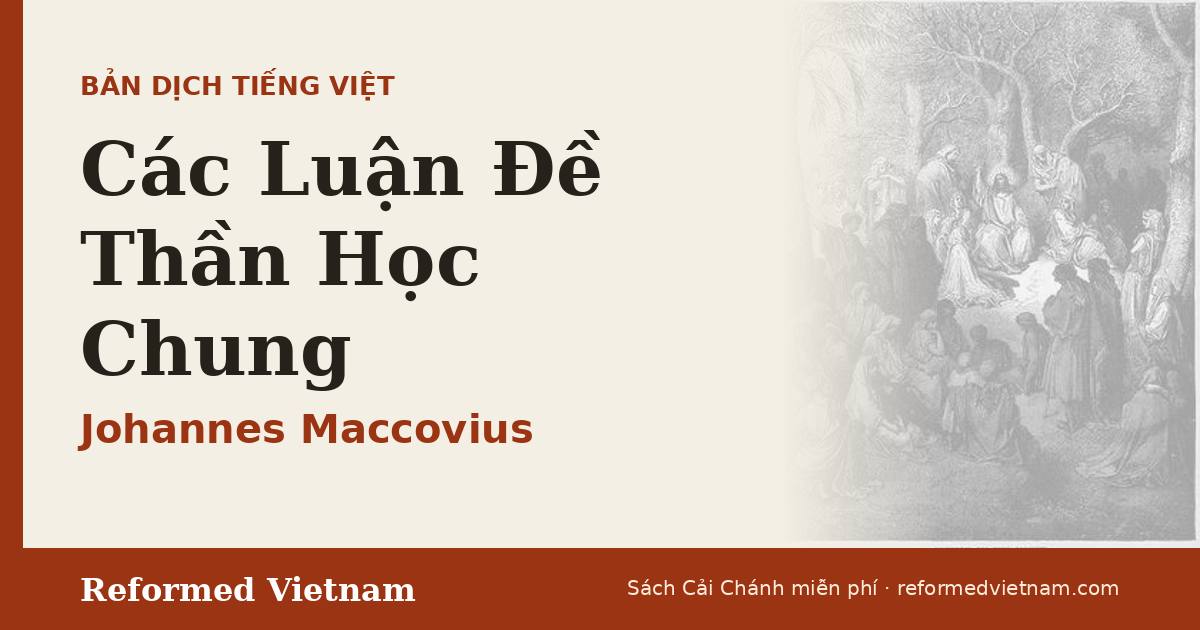 BẢN DỊCH TIẾNG VIỆT
Các Luận Đề
Thần Học
Chung
Johannes Maccovius
Reformed Vietnam
Sách Cải Chánh miễn phí · reformedvietnam.com